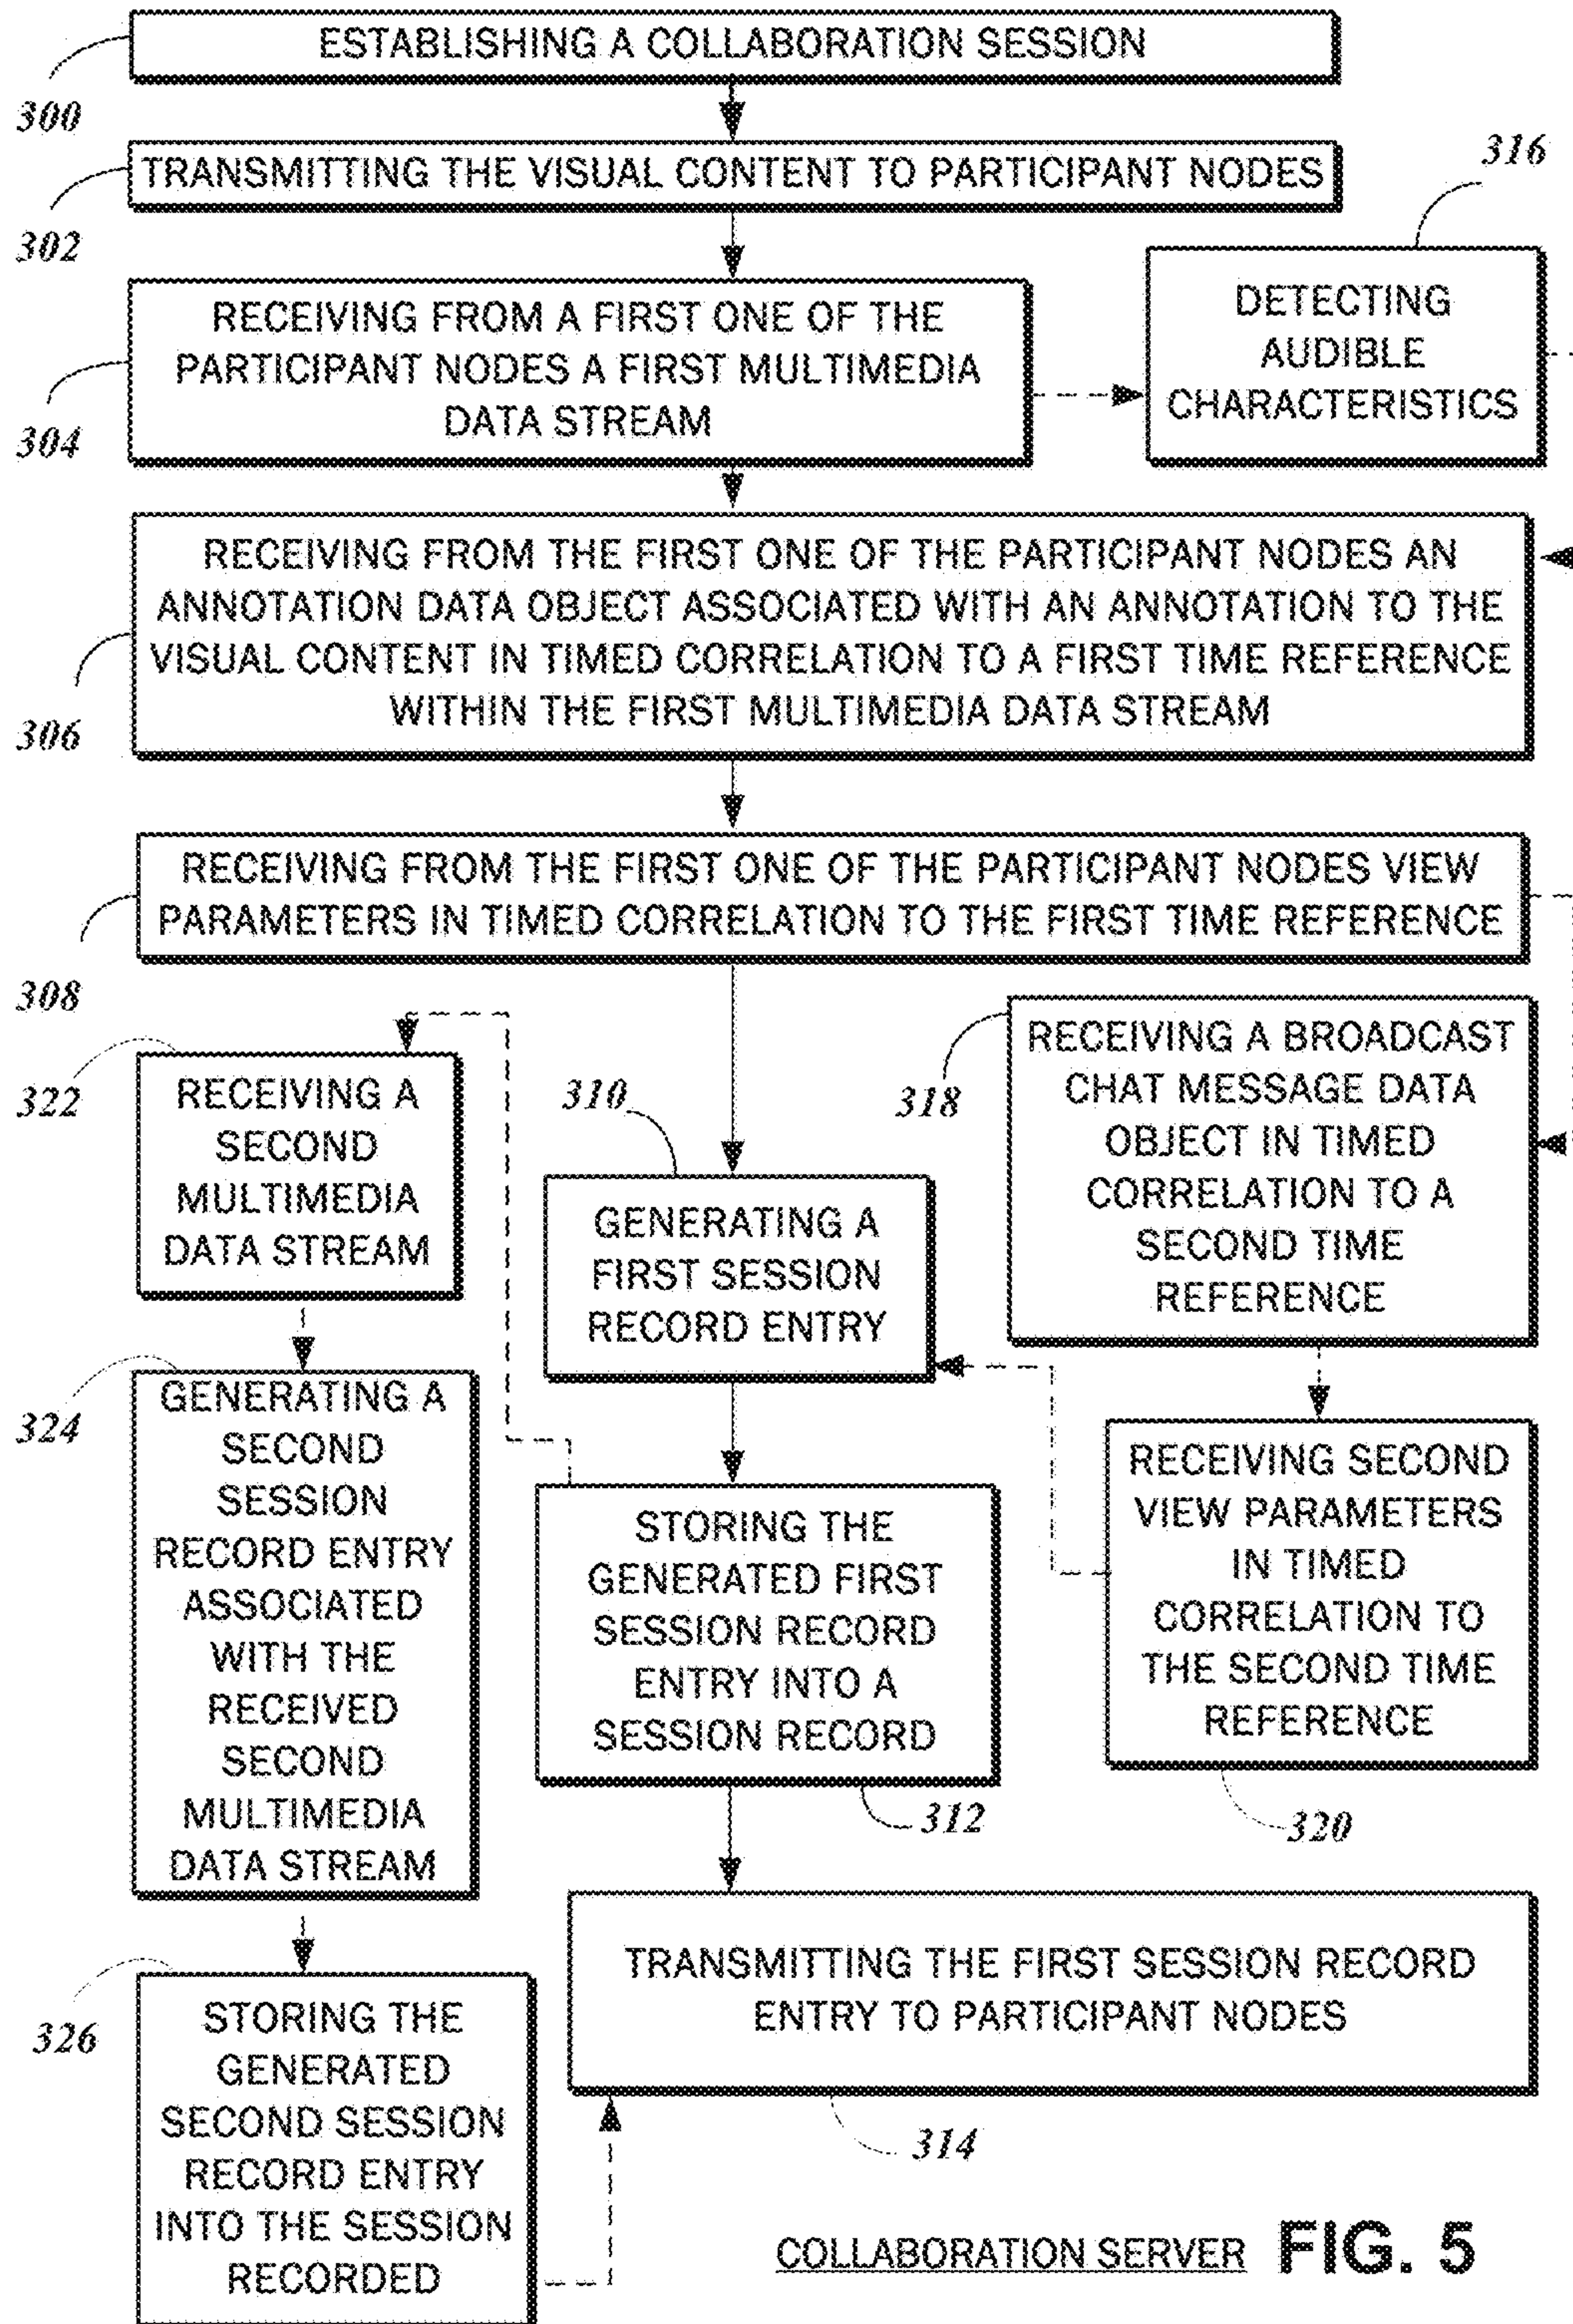 ESTABLISHING A COLLABORATION SESSION
300
TRANSMITTING THE VISUAL CONTENT TO PARTICIPANT NODES
302
316
RECEIVING FROM A FIRST ONE OF THE
PARTICIPANT NODES A FIRST MULTIMEDIA
DATA STREAM
304
DETECTING
AUDIBLE
CHARACTERISTICS
RECEIVING FROM THE FIRST ONE OF THE PARTICIPANT NODES AN
ANNOTATION DATA OBJECT ASSOCIATED WITH AN ANNOTATION TO THE
VISUAL CONTENT IN TIMED CORRELATION TO A FIRST TIME REFERENCE
WITHIN THE FIRST MULTIMEDIA DATA STREAM
306
RECEIVING FROM THE FIRST ONE OF THE PARTICIPANT NODES VIEW
PARAMETERS IN TIMED CORRELATION TO THE FIRST TIME REFERENCE
308
322
RECEIVING A
SECOND
MULTIMEDIA
DATA STREAM
310
GENERATING A
FIRST SESSION
RECORD ENTRY
318
RECEIVING A BROADCAST
CHAT MESSAGE DATA
OBJECT IN TIMED
CORRELATION TO A
SECOND TIME
REFERENCE
324
GENERATING A
SECOND
SESSION
RECORD ENTRY
ASSOCIATED
WITH THE
RECEIVED
SECOND
MULTIMEDIA
DATA STREAM
STORING THE
GENERATED FIRST
SESSION RECORD
ENTRY INTO A
SESSION RECORD
312
RECEIVING SECOND
VIEW PARAMETERS
IN TIMED
CORRELATION TO
THE SECOND TIME
REFERENCE
320
326
STORING THE
GENERATED
SECOND SESSION
RECORD ENTRY
INTO THE SESSION
RECORDED
TRANSMITTING THE FIRST SESSION RECORD
ENTRY TO PARTICIPANT NODES
314
COLLABORATION SERVER FIG. 5